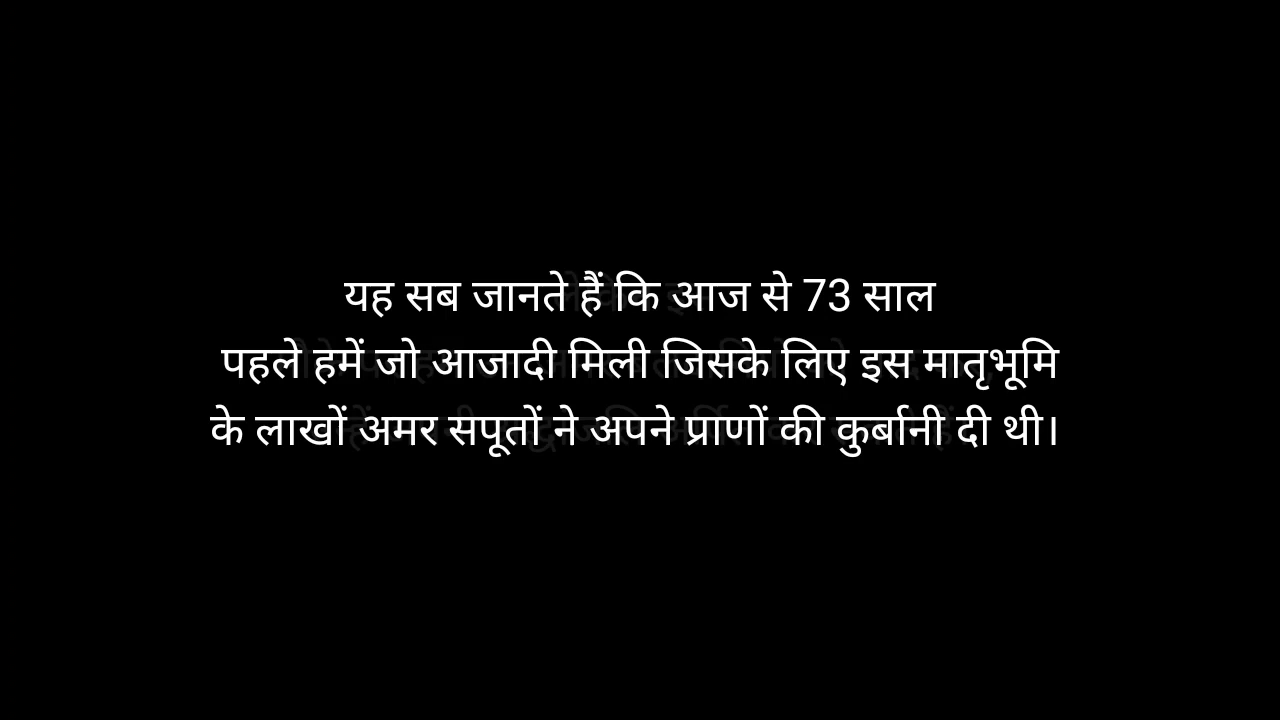 यह सब जानते हैं कि आज से 73 साल
पहले हमें जो आजादी मिली जिसके लिए इस मातृभूमि
के लाखों अमर सपूतों ने अपने प्राणों की कुर्बानी दी थी।